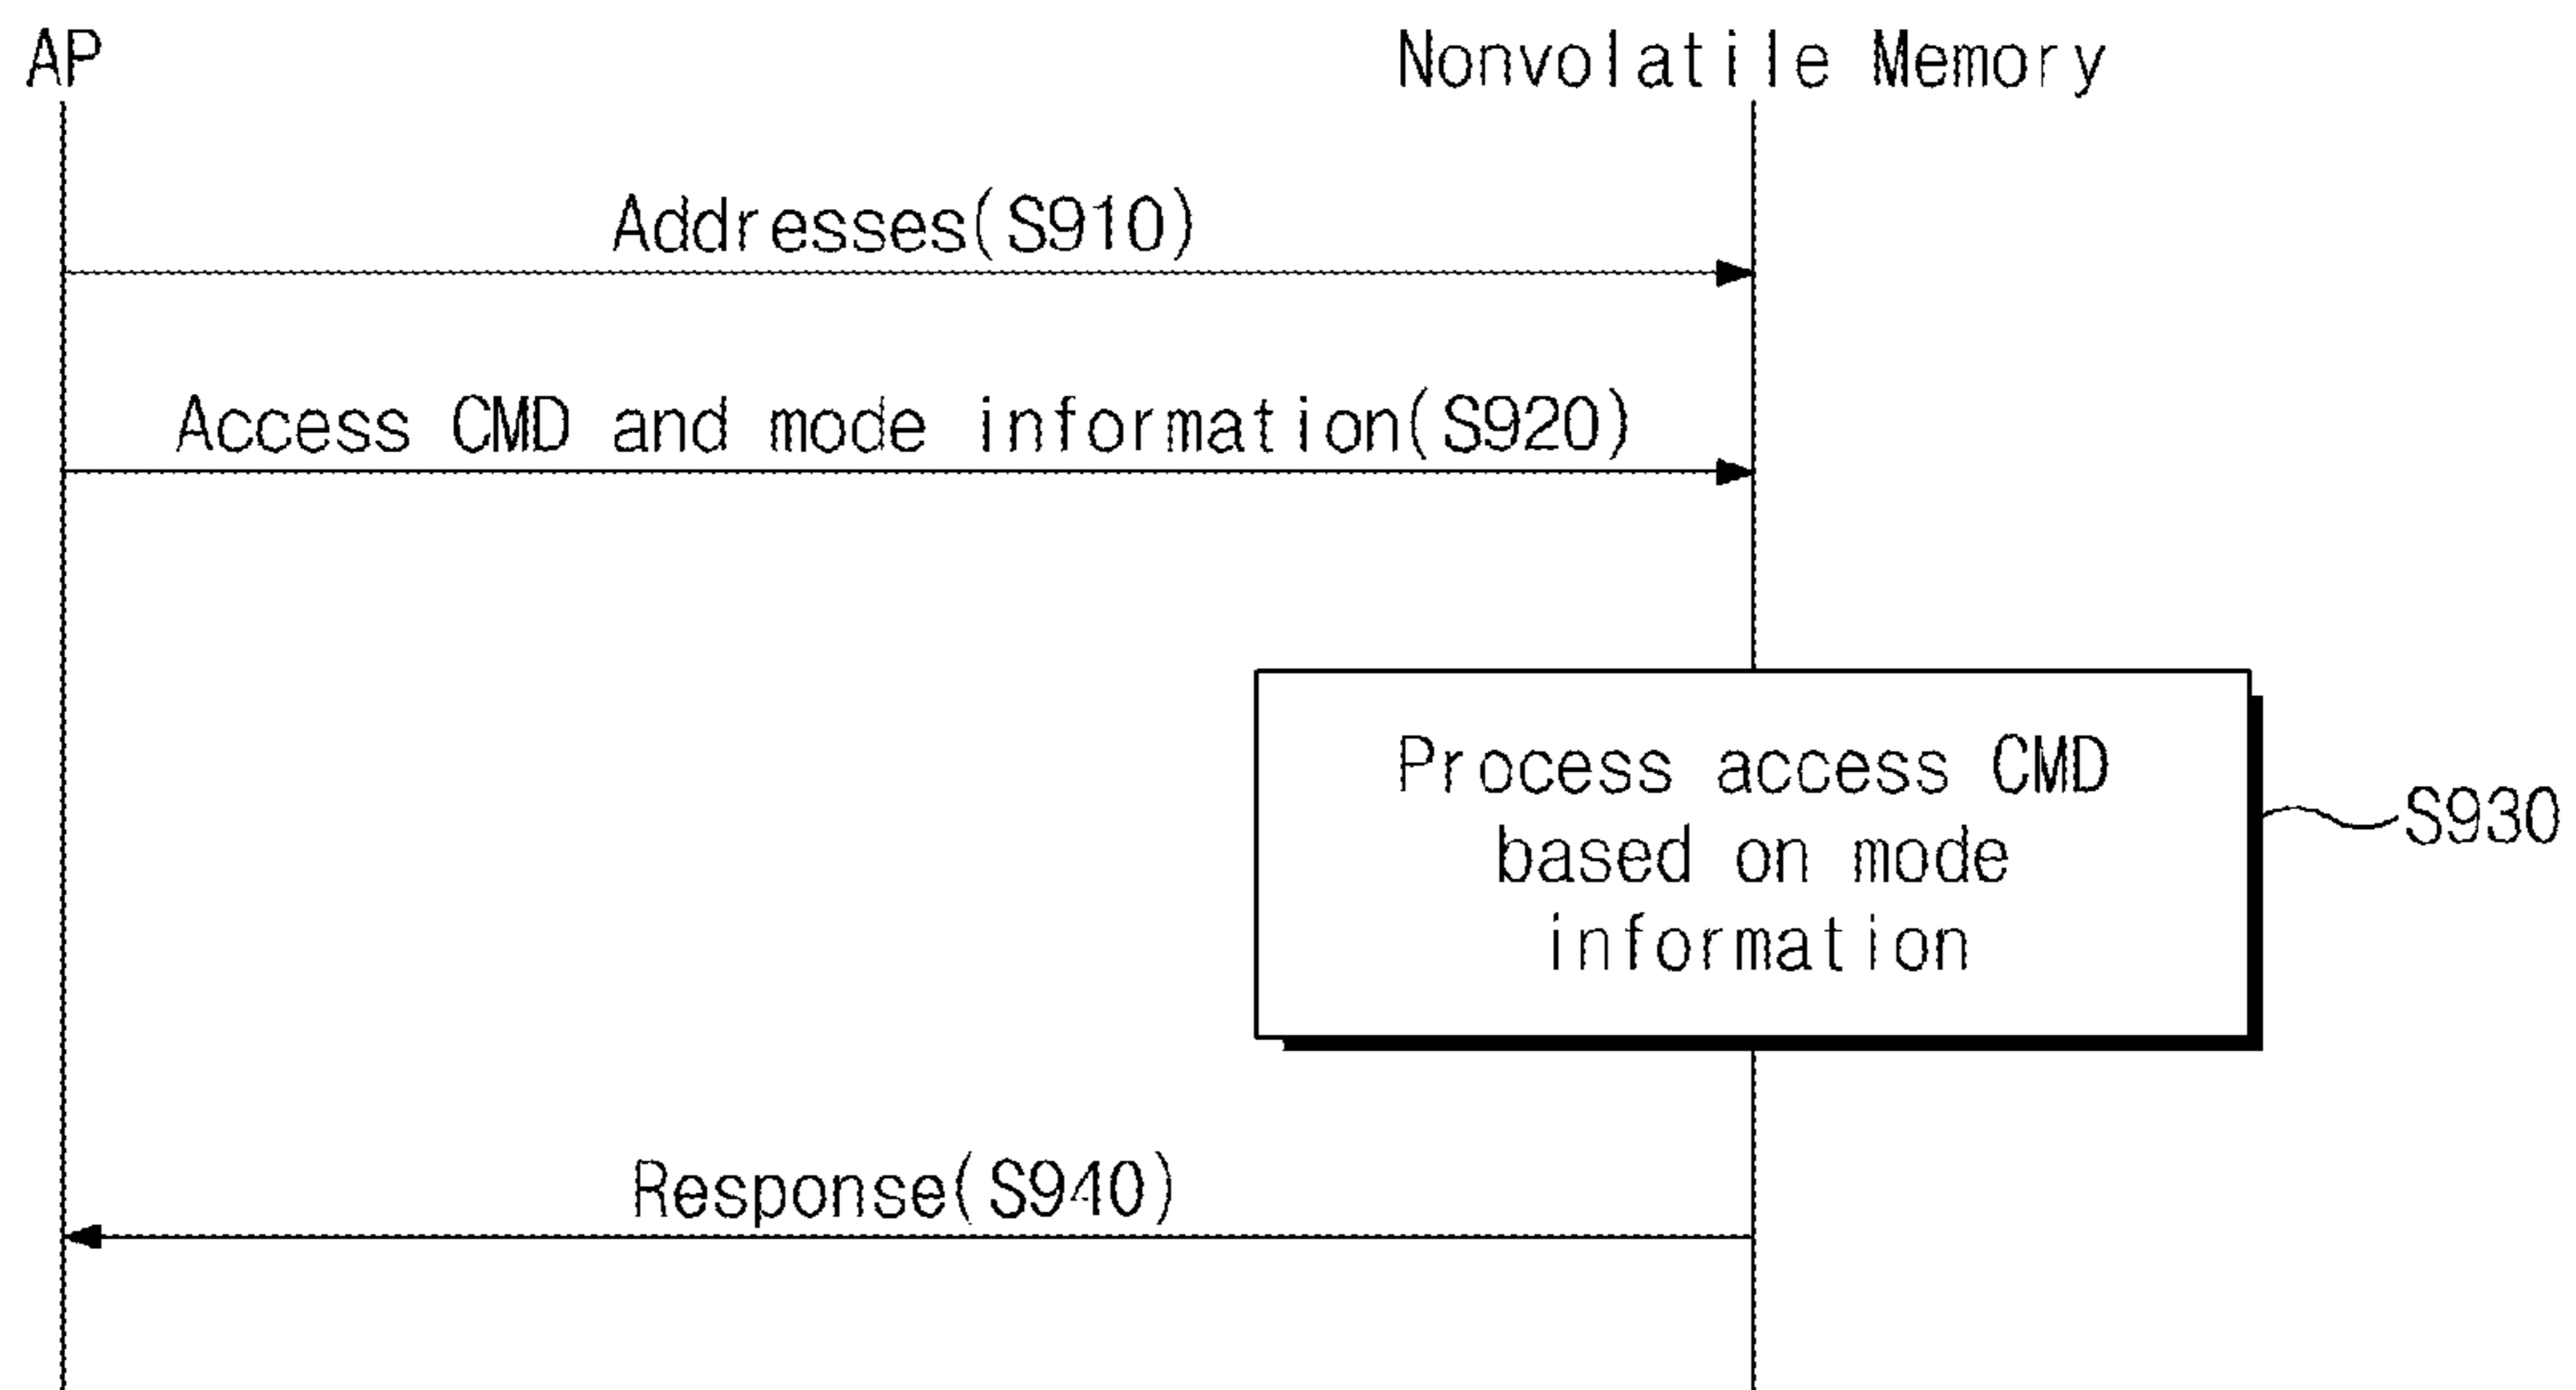 AP
Nonvolatile Memory
Addresses(S910)
Access CMD and mode information(S920)
Process access CMD
based on mode
information
S930
Response(S940)